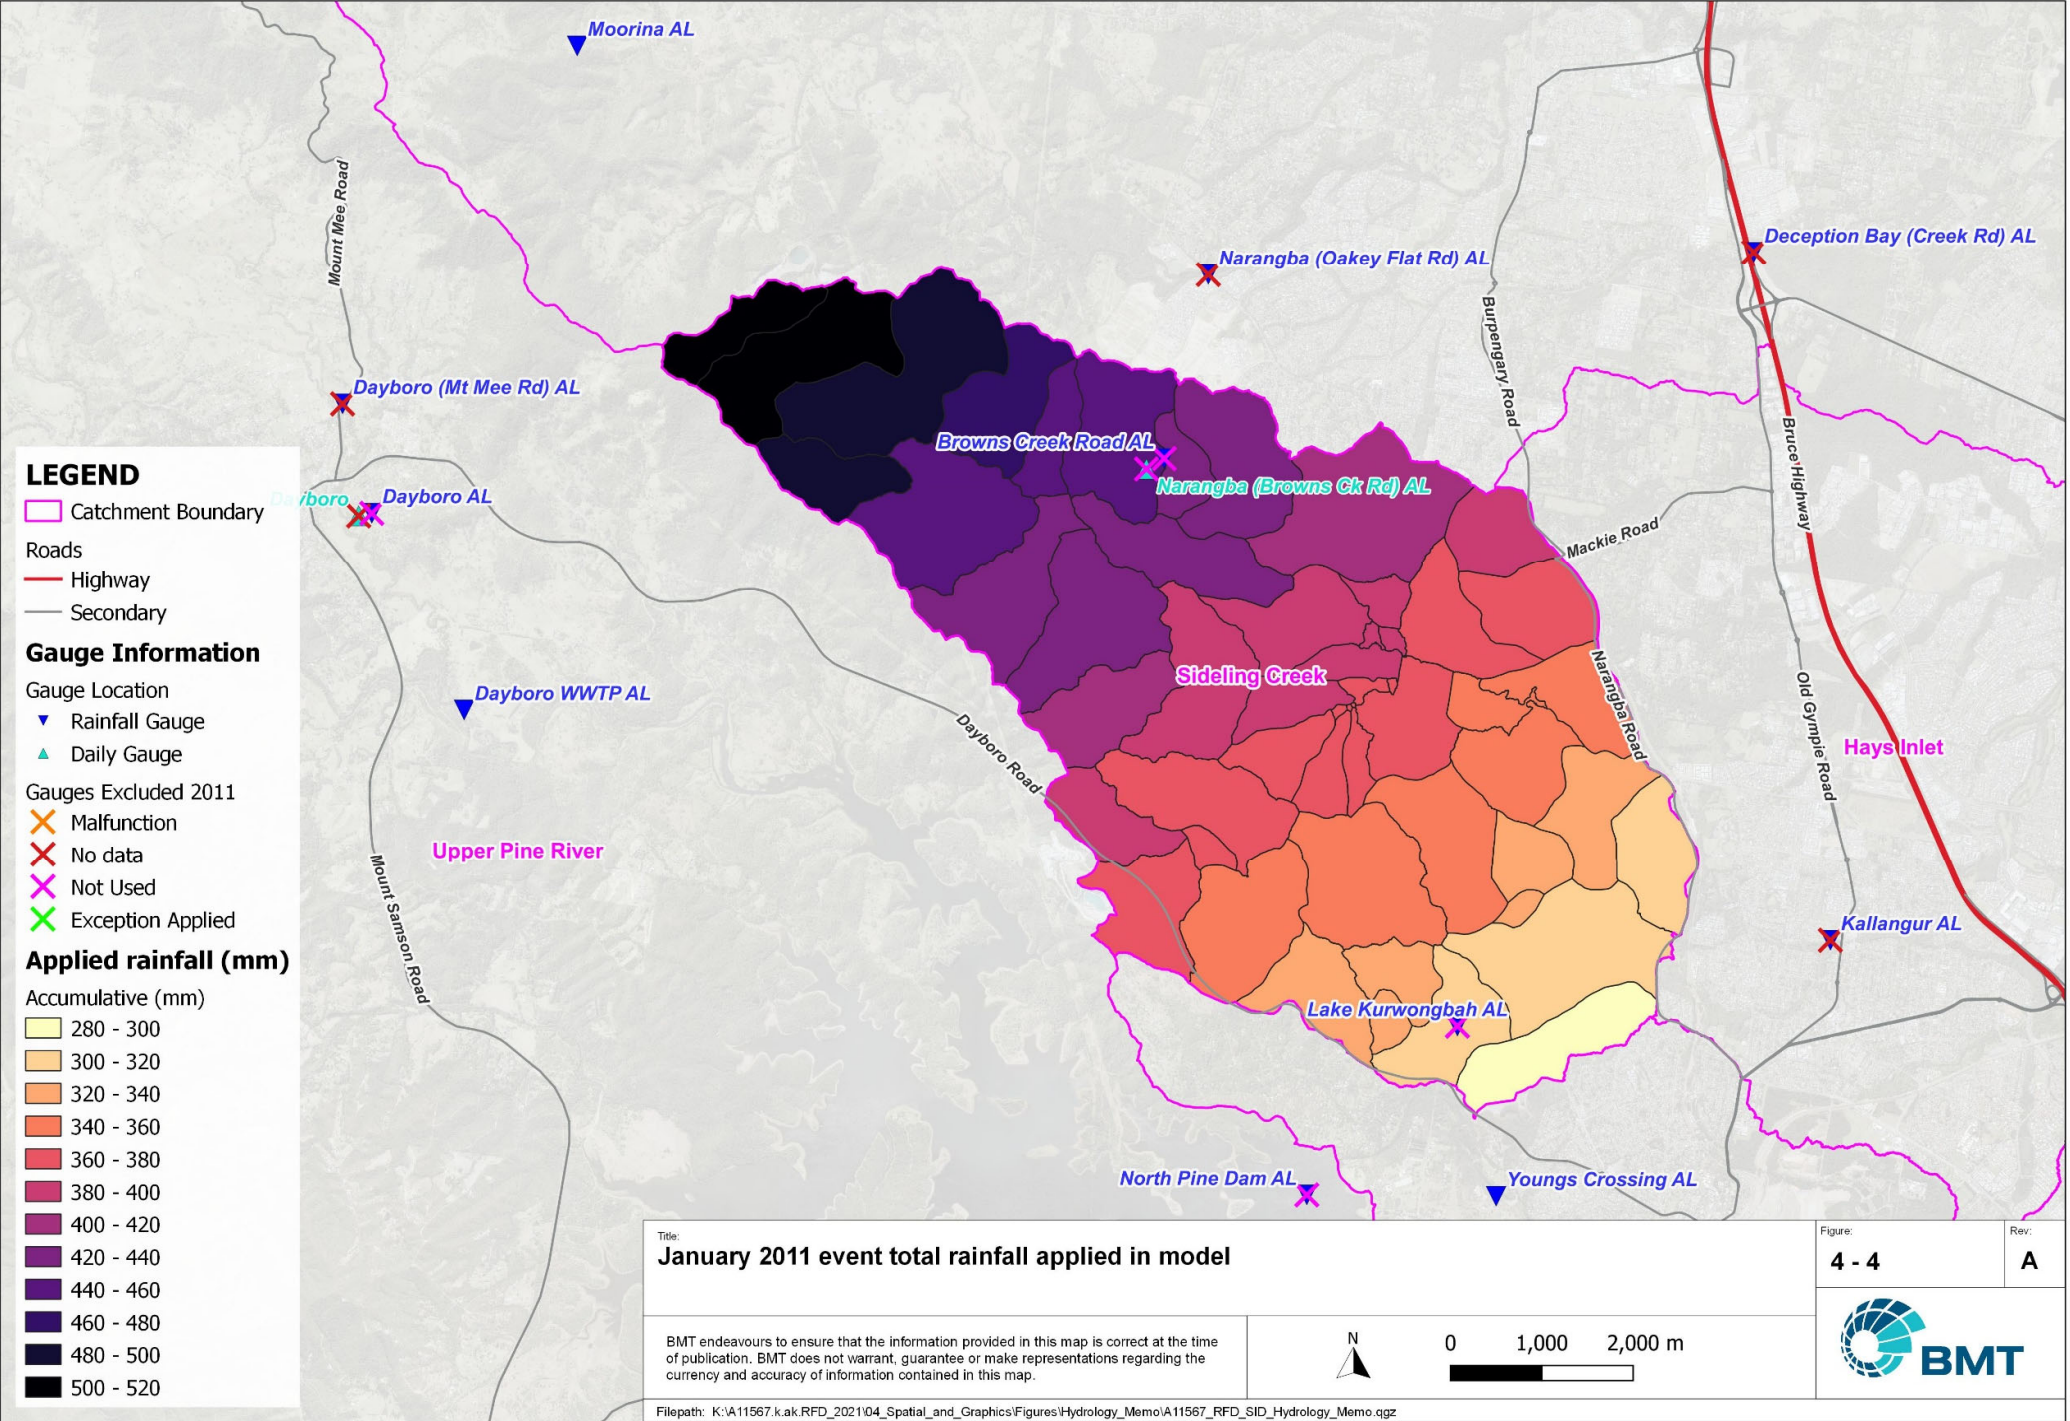 Moorina AL
Mount Mee Road
Deception Bay (Creek Rd) AL
Narangba (Oakey Flat Rd) AL
Burpengary Road
Dayboro (Mt Mee Rd) AL
Browns Creek Road AL
Narangba (Browns Ck Rd) AL
Bruce Highway
Mackie Road
Dayboro
Dayboro AL
Sideling Creek
Narangba Road
Old Gympie Road
Hays Inlet
Dayboro WWTP AL
Dayboro Road
Upper Pine River
Mount Samson Road
Kallangur AL
Lake Kurwongbah AL
North Pine Dam AL
Youngs Crossing AL
LEGEND
Catchment Boundary
Roads
Highway
Secondary
Gauge Information
Gauge Location
Rainfall Gauge
Daily Gauge
Gauges Excluded 2011
Malfunction
No data
Not Used
Exception Applied
Applied rainfall (mm)
Accumulative (mm)
280 - 300
300 - 320
320 - 340
340 - 360
360 - 380
380 - 400
400 - 420
420 - 440
440 - 460
460 - 480
480 - 500
500 - 520
Title:
January 2011 event total rainfall applied in model
Figure:
4 - 4
Rev:
A
BMT endeavours to ensure that the information provided in this map is correct at the time
of publication. BMT does not warrant, guarantee or make representations regarding the
currency and accuracy of information contained in this map.
N
0 1,000 2,000 m
BMT
Filepath: K:\A11567.k.ak.RFD_2021\04_Spatial_and_Graphics\Figures\Hydrology_Memo\A11567_RFD_SID_Hydrology_Memo.qgz